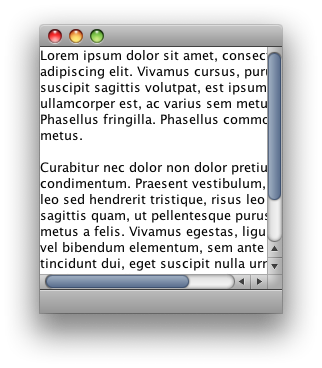 Lorem ipsum dolor sit amet,
adipiscing elit. Vivamus cursus,
suscipit sagittis volutpat, est ipsum
ullamcorper est, ac varius sem metu
Phasellus fringilla. Phasellus commo
metus.
Curabitur nec dolor non dolor pretiu
condimentum. Praesent vestibulum,
leo sed hendrerit tristique, risus leo
sagittis quam, ut pellentesque purus
metus a felis. Vivamus egestas, ligu
vel bibendum elementum, sem ante
tincidunt dui, eget suscipit nulla